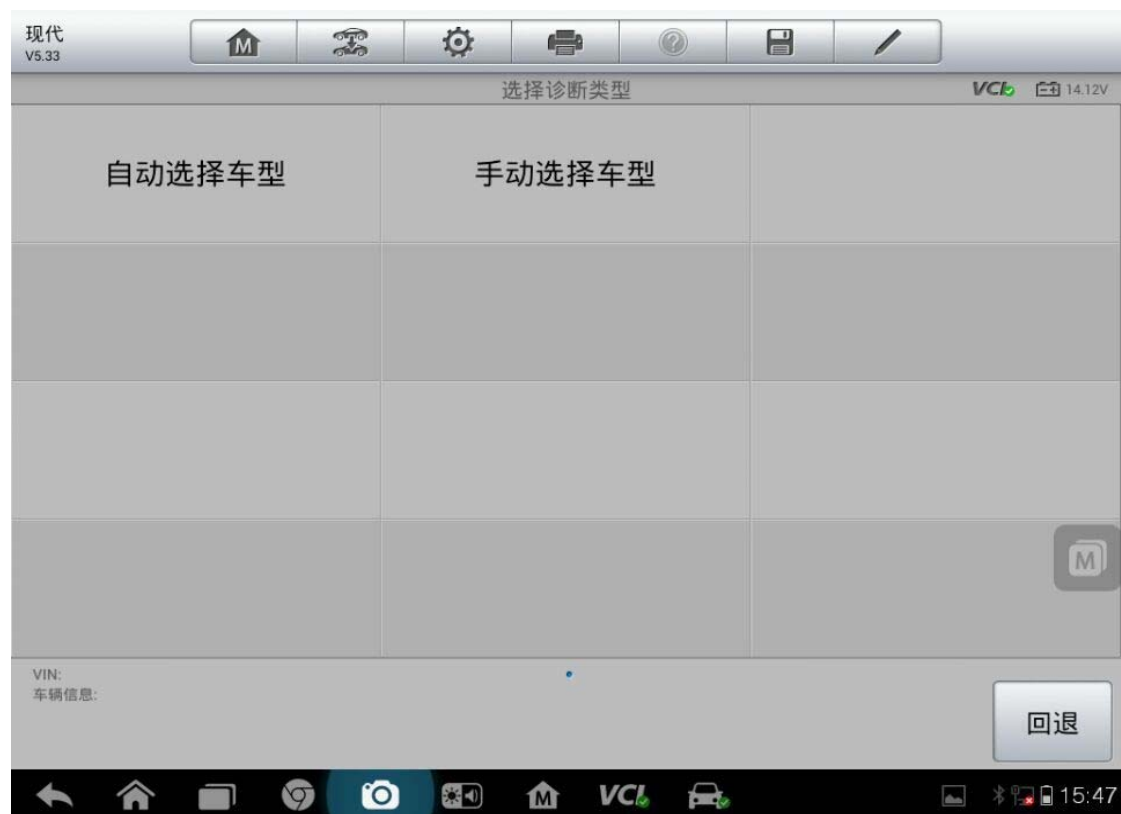 现代
V5.33
M
选择诊断类型
VCI
14.12V
自动选择车型
手动选择车型
M
VIN:
车辆信息:
回退
M
VCI
15:47